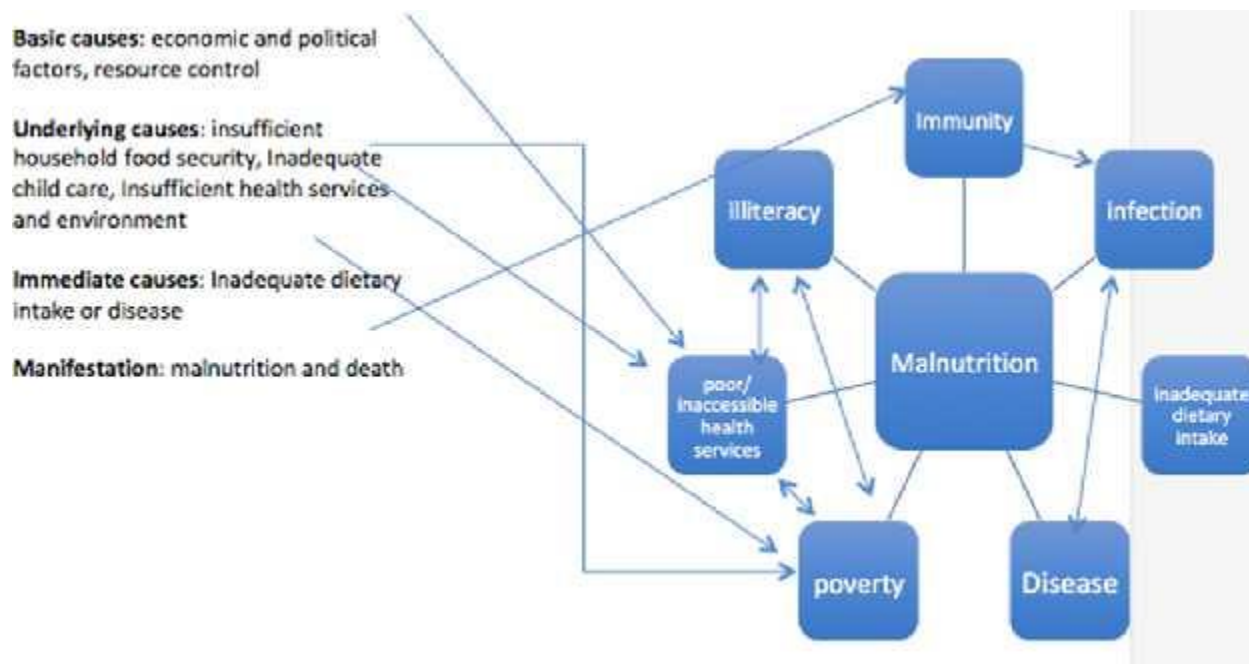 Basic causes: economic and political
factors, resource control
Underlying causes: insufficient
household food security, Inadequate
child care, Insufficient health services
and environment
Immediate causes: Inadequate dietary
intake or disease
Manifestation: malnutrition and death
Immunity
illiteracy
infection
Malnutrition
poor/
inaccessible
health
services
inadequate
dietary
intake
poverty
Disease